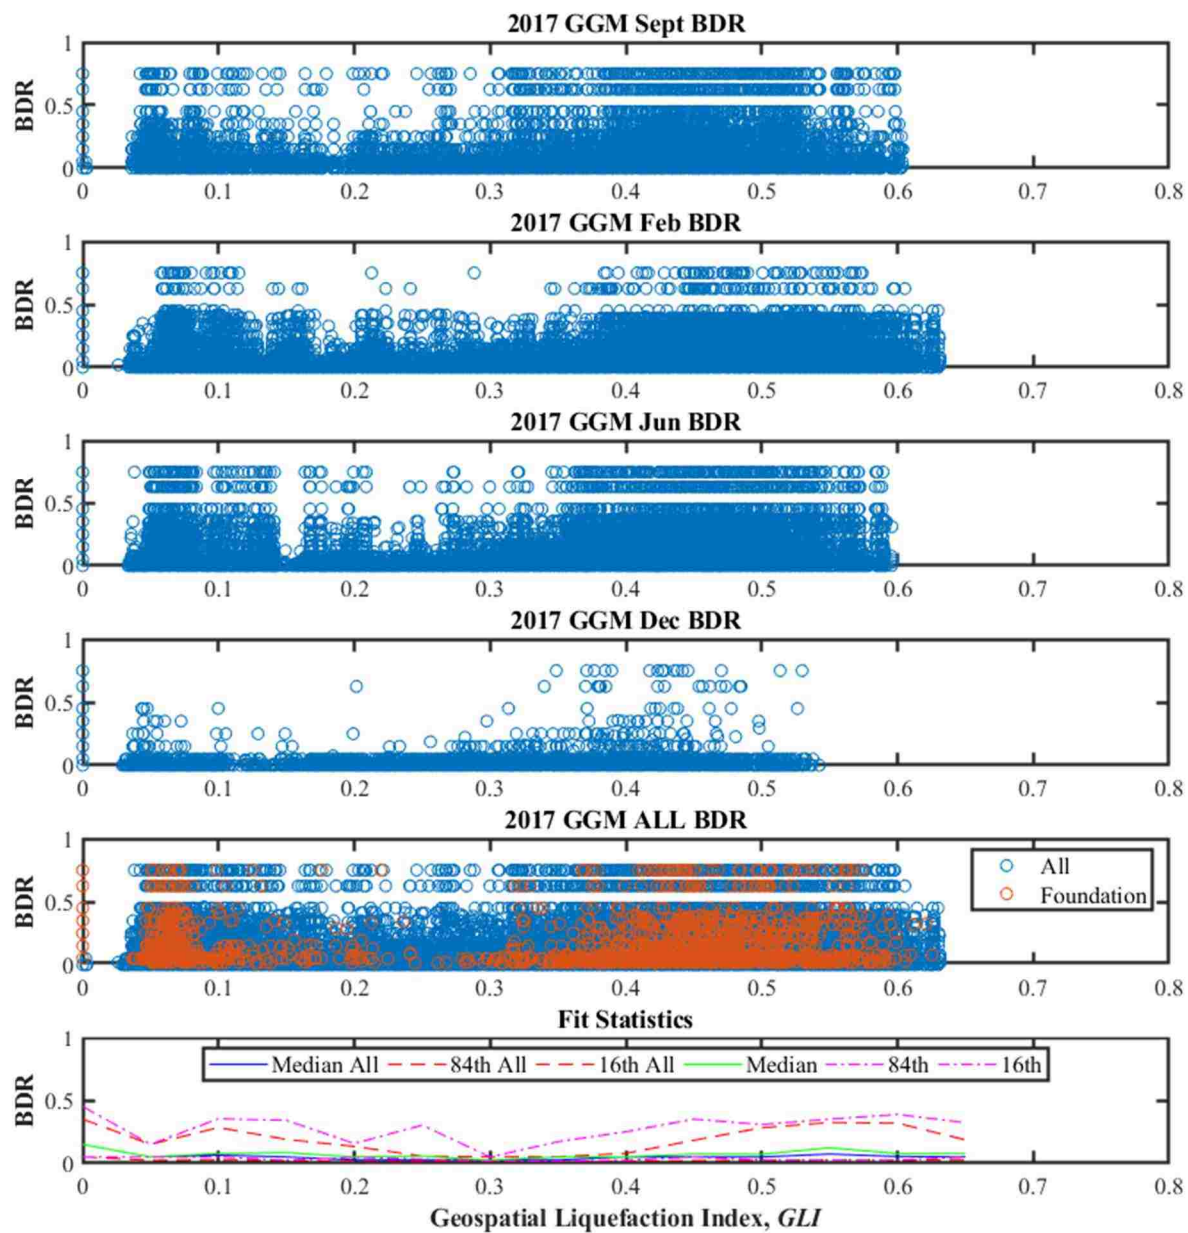 2017 GGM Sept BDR
1
0.5
0
BDR
0 0.1 0.2 0.3 0.4 0.5 0.6 0.7 0.8
2017 GGM Feb BDR
1
0.5
0
BDR
0 0.1 0.2 0.3 0.4 0.5 0.6 0.7 0.8
2017 GGM Jun BDR
1
0.5
0
BDR
0 0.1 0.2 0.3 0.4 0.5 0.6 0.7 0.8
2017 GGM Dec BDR
1
0.5
0
BDR
0 0.1 0.2 0.3 0.4 0.5 0.6 0.7 0.8
2017 GGM ALL BDR
1
0.5
0
BDR
All
Foundation
0 0.1 0.2 0.3 0.4 0.5 0.6 0.7 0.8
Fit Statistics
1
0.5
0
BDR
Median All 84th All 16th All Median 84th 16th
0 0.1 0.2 0.3 0.4 0.5 0.6 0.7 0.8
Geospatial Liquefaction Index, GLI